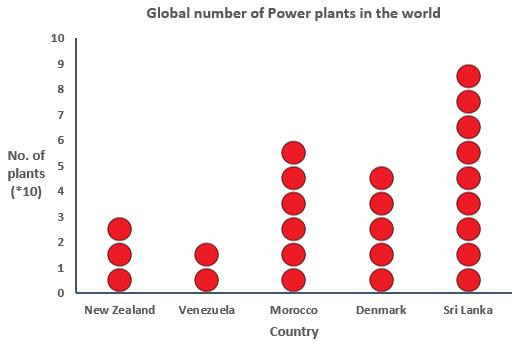 Global number of Power plants in the world
10
9
8
7
6
5
4
3
2
1
0
No. of
plants
(*10)
New Zealand Venezuela Morocco Denmark Sri Lanka
Country